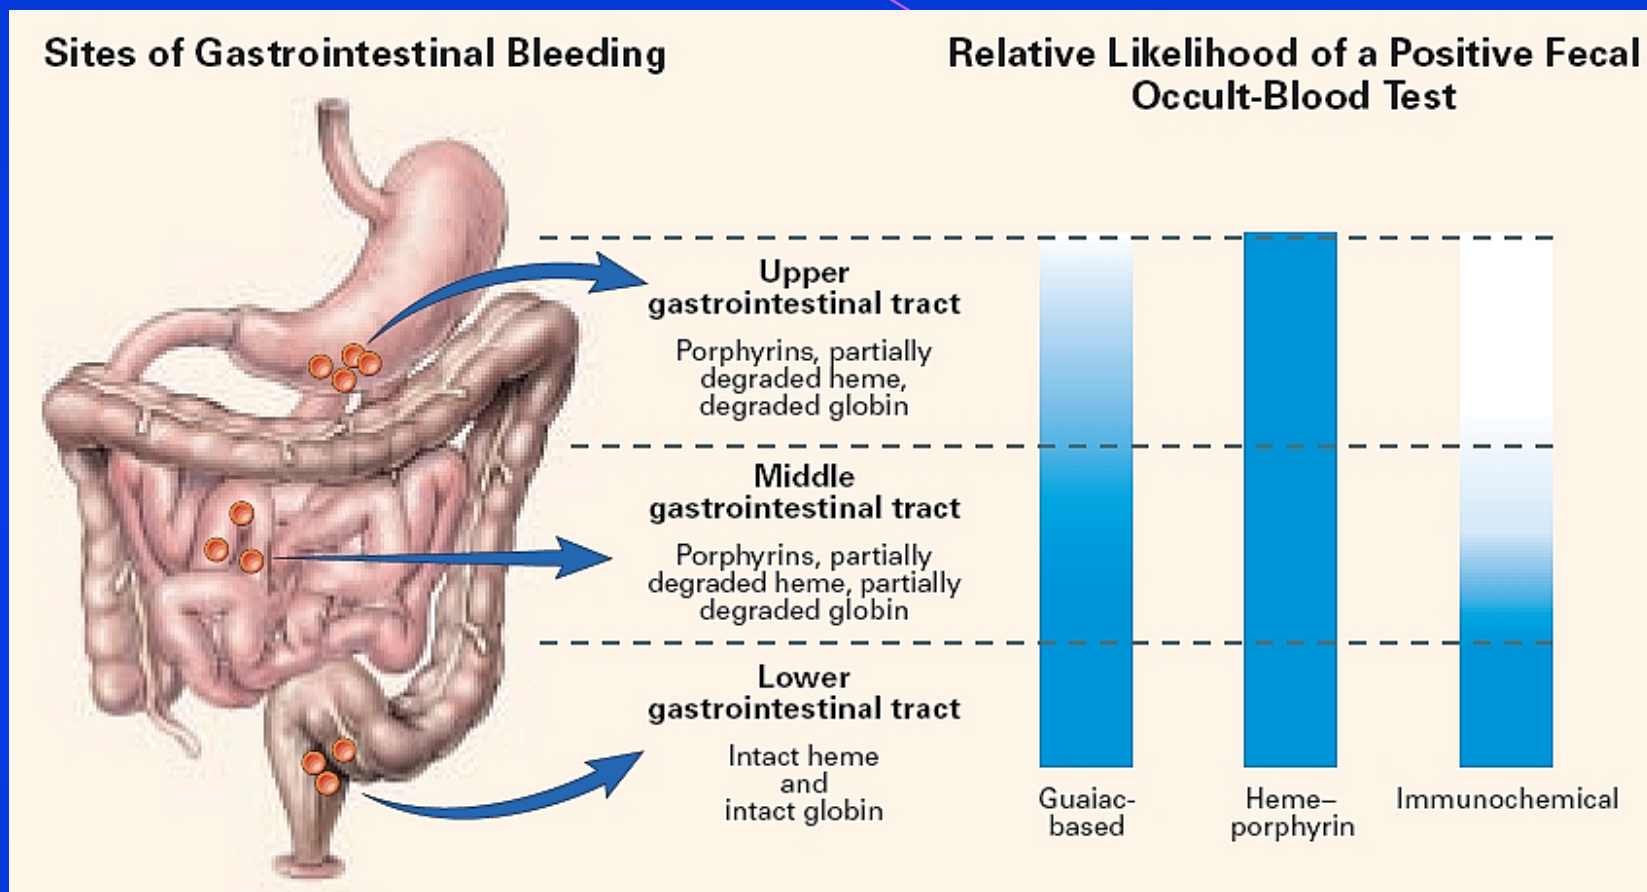 Sites of Gastrointestinal Bleeding
Relative Likelihood of a Positive Fecal
Occult-Blood Test
Upper
gastrointestinal tract
Porphyrins, partially
degraded heme,
degraded globin
Middle
gastrointestinal tract
Porphyrins, partially
degraded heme, partially
degraded globin
Lower
gastrointestinal tract
Intact heme
and
intact globin
Guaiac-
based
Heme–
porphyrin
Immunochemical